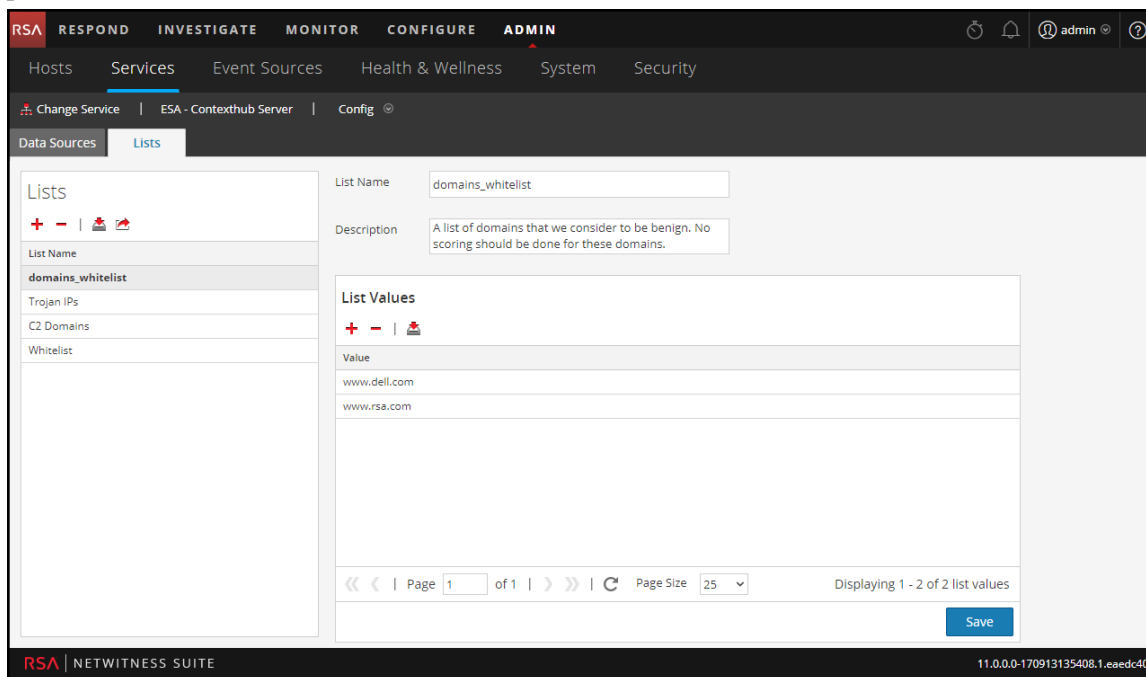 RSA RESPOND INVESTIGATE MONITOR CONFIGURE ADMIN admin ?
Hosts Services Event Sources Health & Wellness System Security
Change Service | ESA - Contexthub Server | Config
Data Sources Lists
Lists
List Name
domains_whitelist
Trojan IPs
C2 Domains
Whitelist
List Name domains_whitelist
Description A list of domains that we consider to be benign. No
scoring should be done for these domains.
List Values
Value
www.dell.com
www.rsa.com
Page 1 of 1 | Page Size 25 Displaying 1 - 2 of 2 list values
Save
RSA | NETWITNESS SUITE 11.0.0.0-170913135408.1.eaedc40